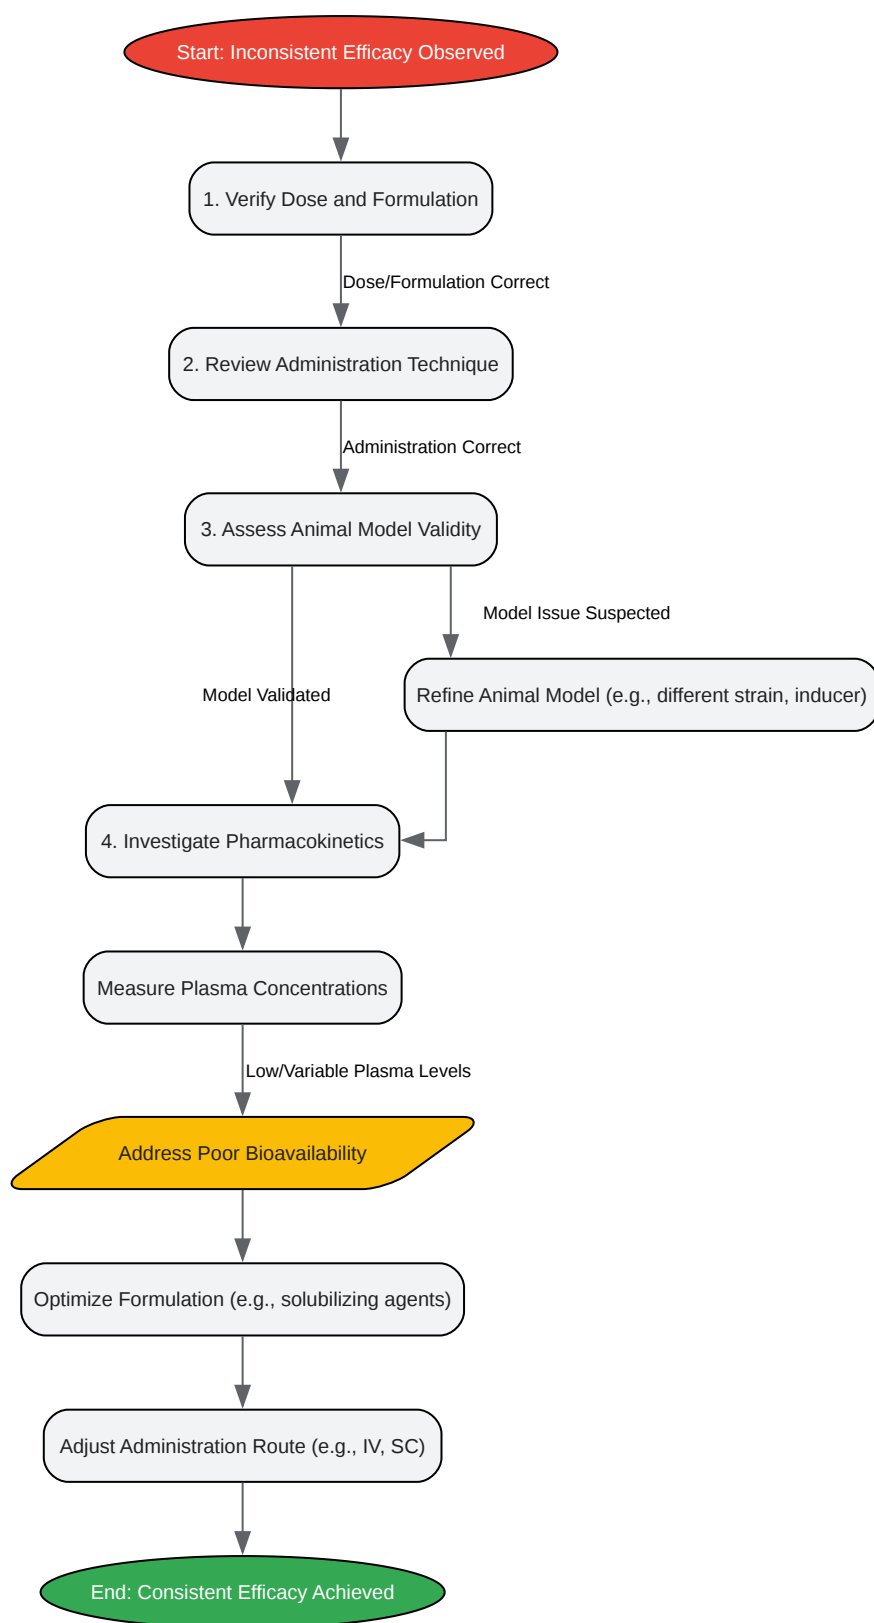 Start: Inconsistent Efficacy Observed
1. Verify Dose and Formulation
Dose/Formulation Correct
2. Review Administration Technique
Administration Correct
3. Assess Animal Model Validity
Model Issue Suspected
Model Validated
Refine Animal Model (e.g., different strain, inducer)
4. Investigate Pharmacokinetics
Measure Plasma Concentrations
Low/Variable Plasma Levels
Address Poor Bioavailability
Optimize Formulation (e.g., solubilizing agents)
Adjust Administration Route (e.g., IV, SC)
End: Consistent Efficacy Achieved